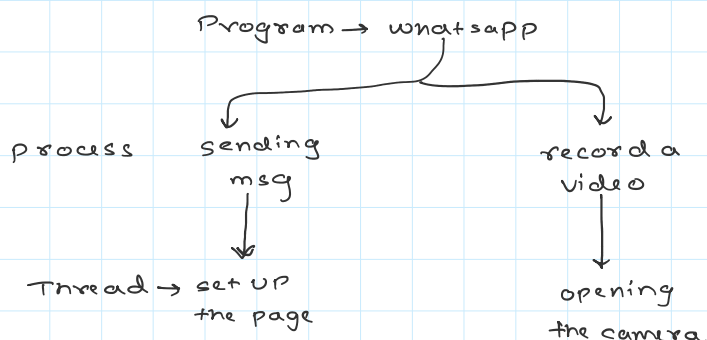 Program → whatsapp
process sending record a
msg video
Thread → set up opening
the page the camera